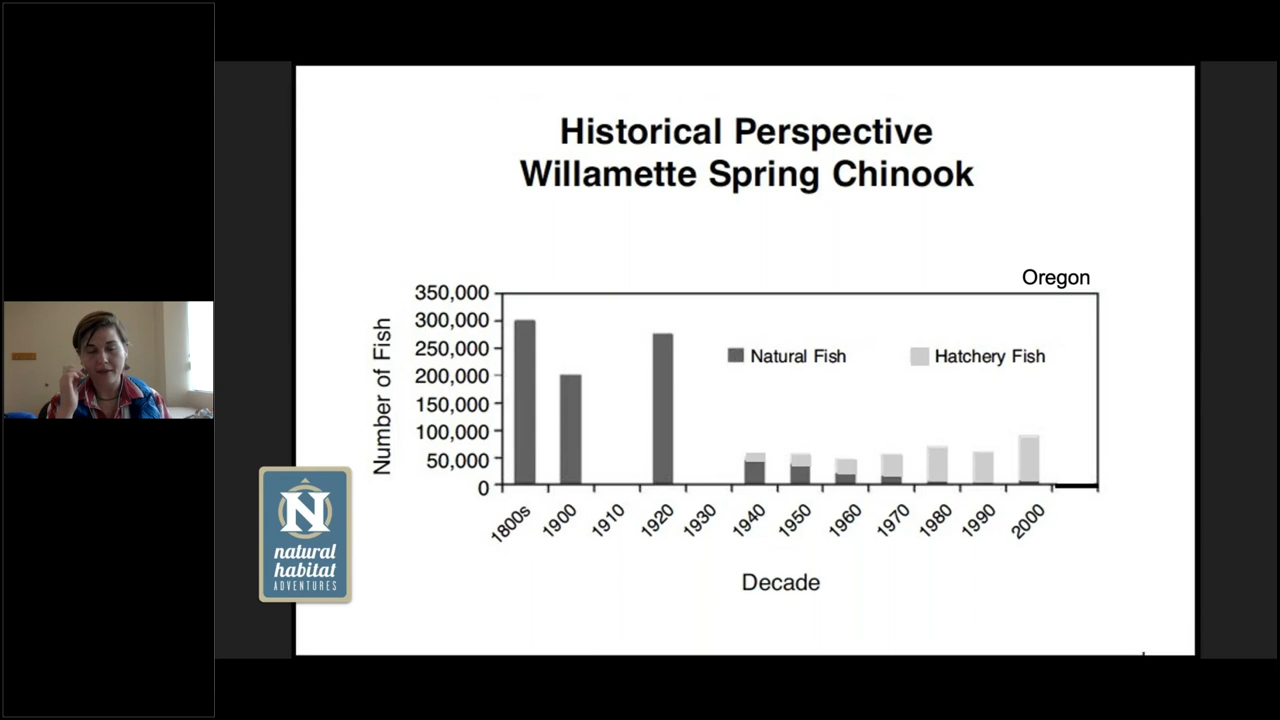 Historical Perspective
Willamette Spring Chinook
Oregon
350,000
300,000
250,000
200,000
150,000
100,000
50,000
0
Number of Fish
Natural Fish
Hatchery Fish
1800s
1900
1910
1920
1930
1940
1950
1960
1970
1980
1990
2000
Decade
N
natural
habitat
ADVENTURES